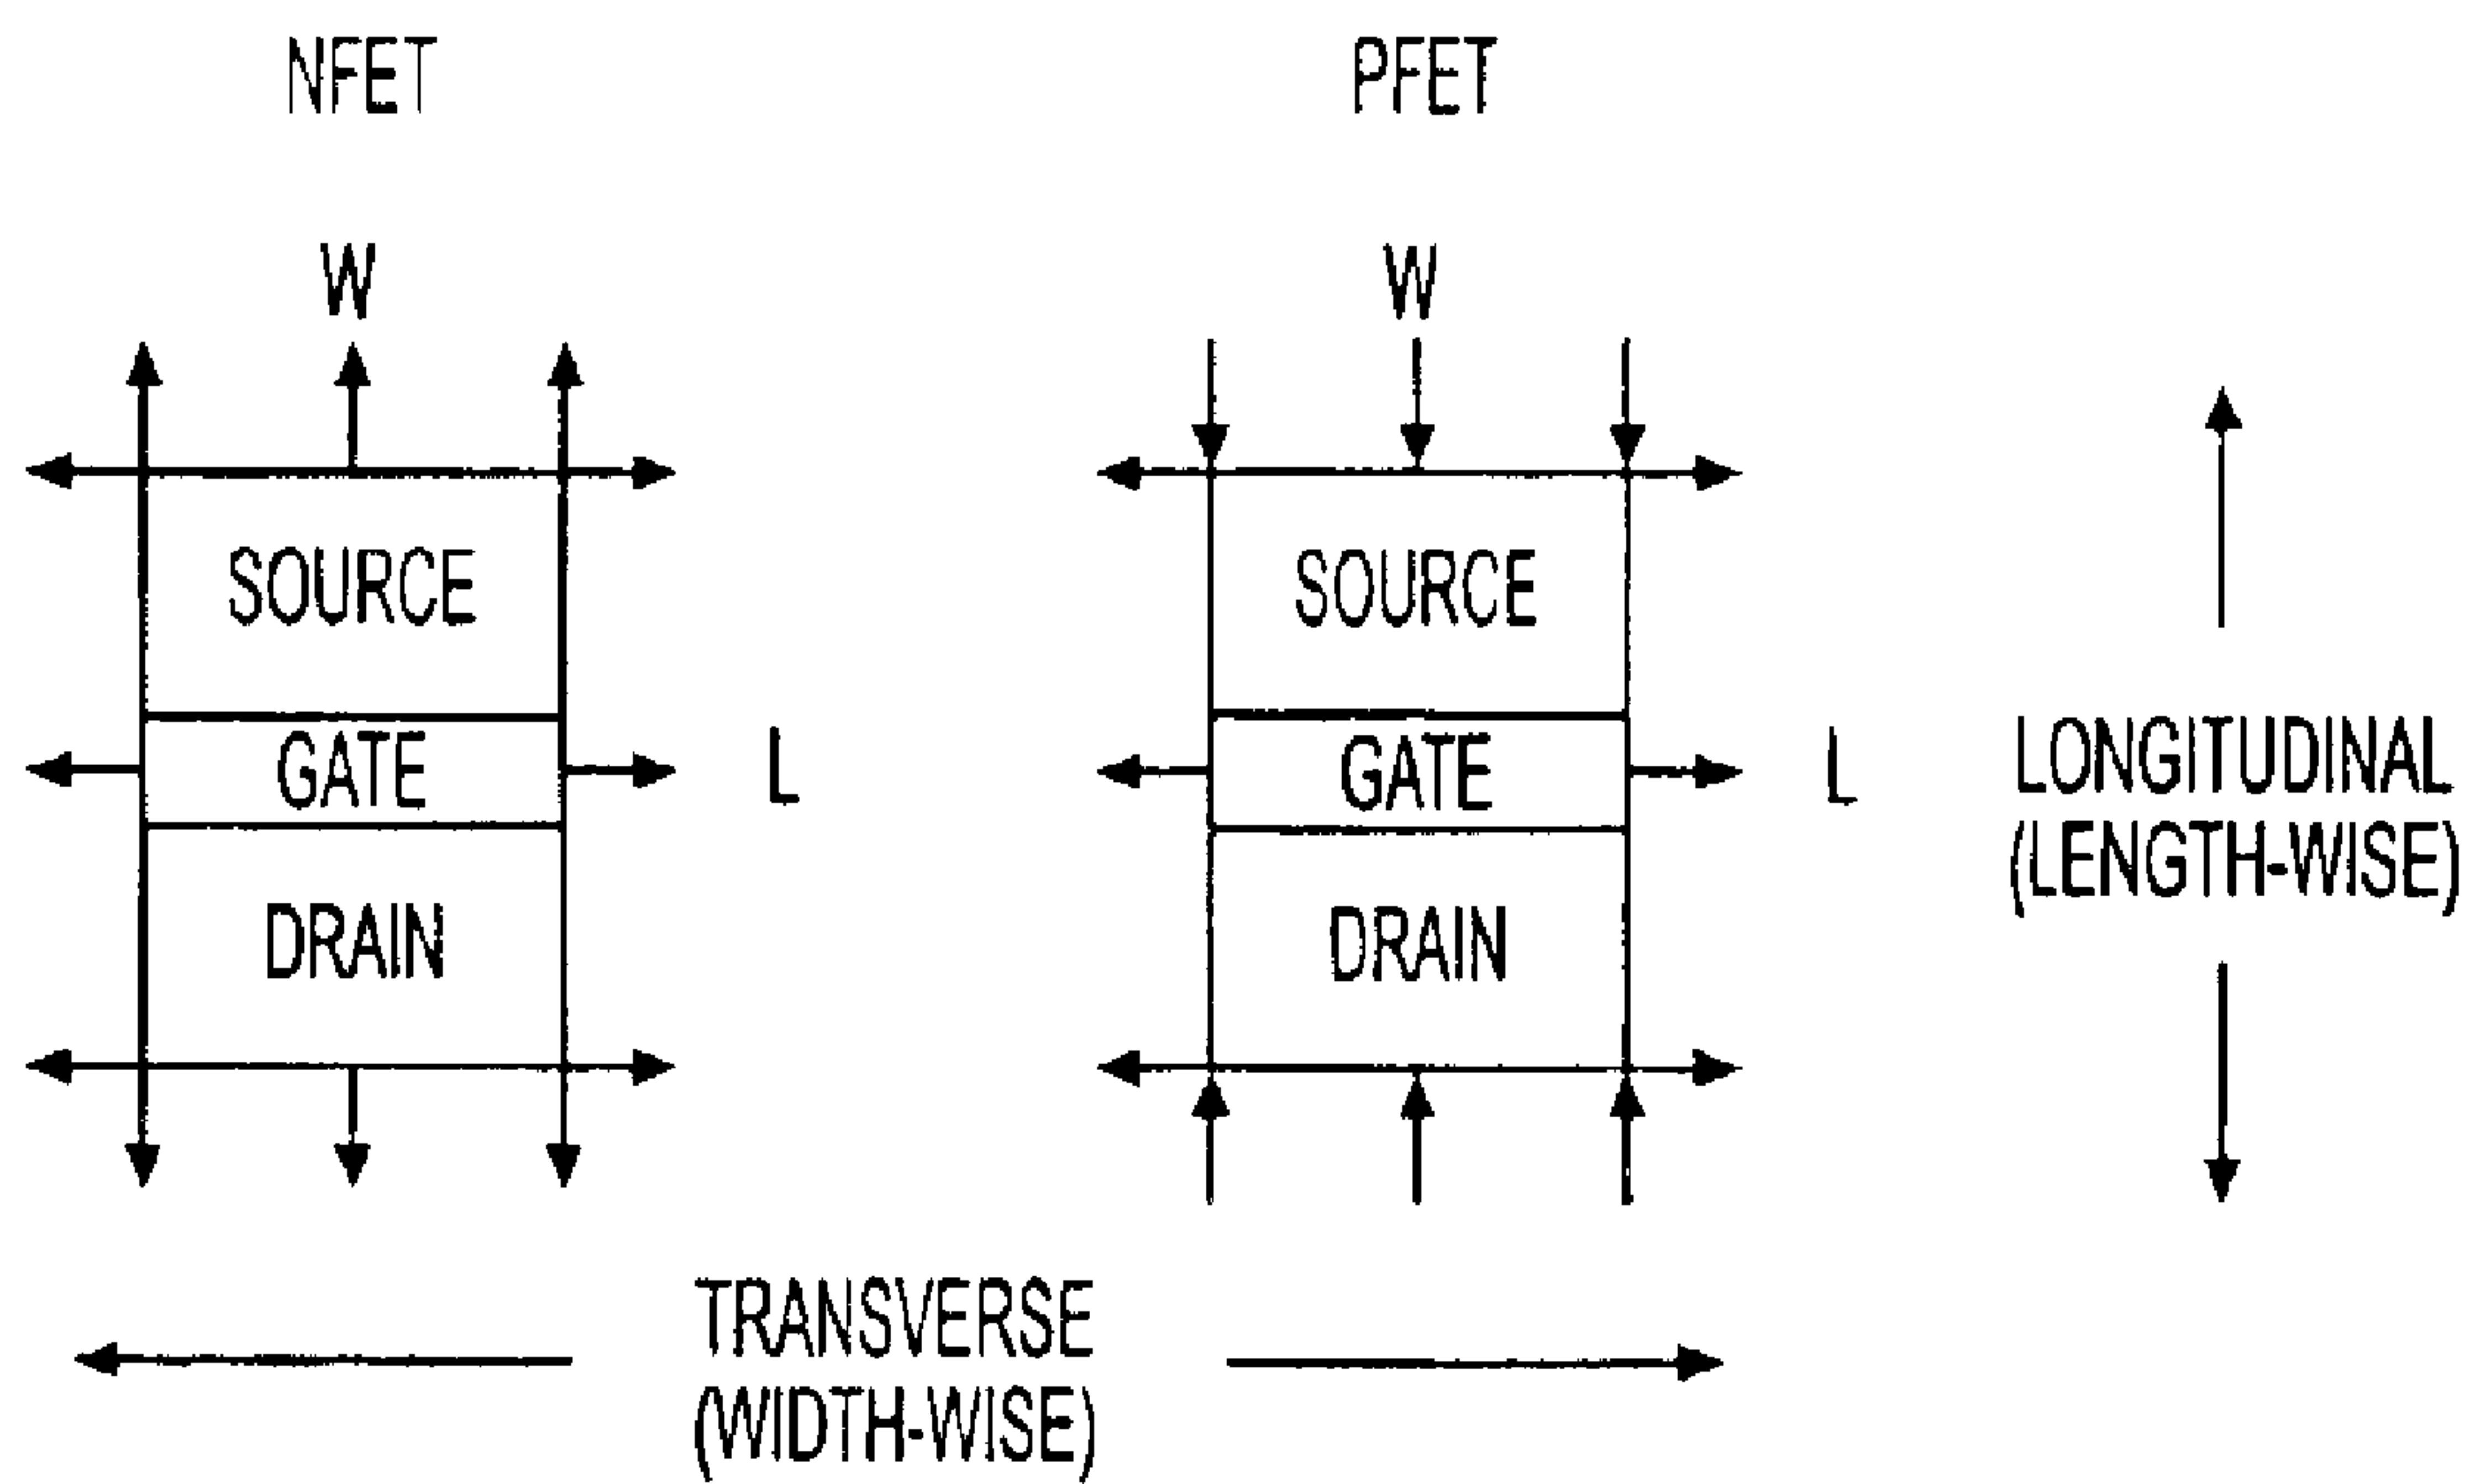 NFET
PFET
W
W
SOURCE
SOURCE
GATE
L
GATE
L
LONGITUDINAL
(LENGTH-WISE)
DRAIN
DRAIN
TRANSVERSE
(WIDTH-WISE)